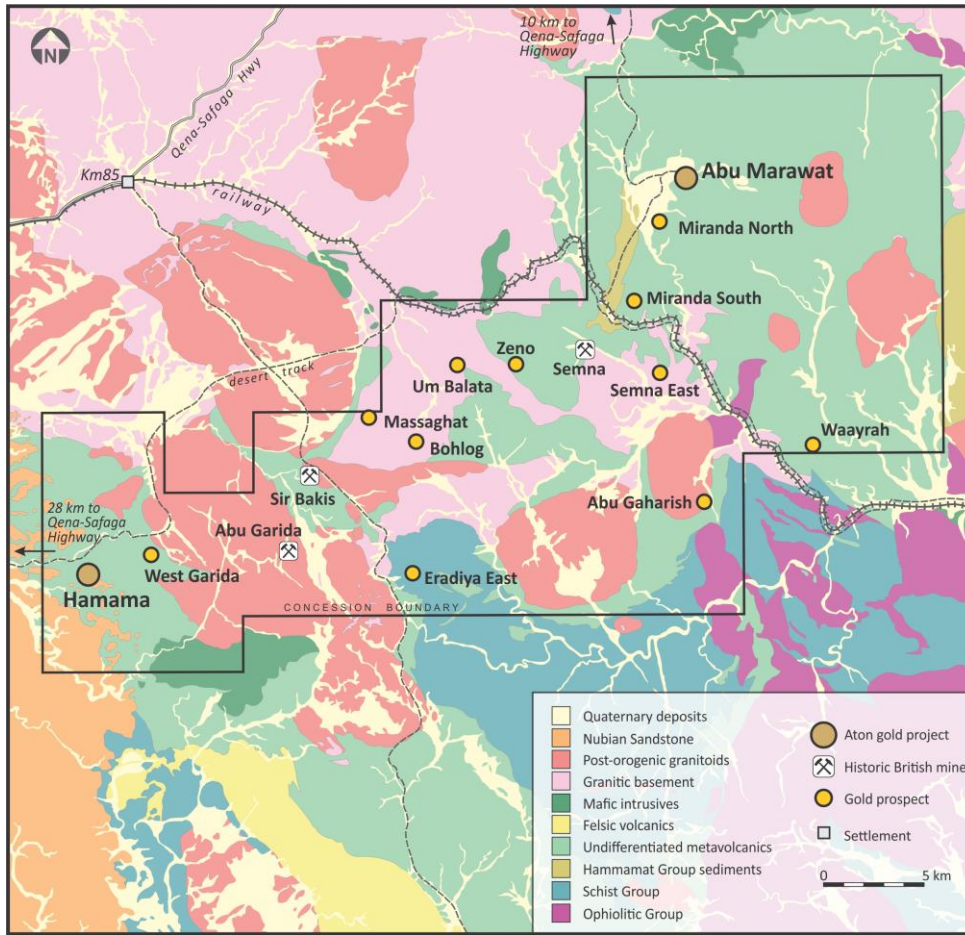 10 km to
Qena-Safaga
Highway
N
Qena-Safoga Hwy
Km85
railway
Abu Marawat
Miranda North
Miranda South
Zeno
Semna
Um Balata
Semna East
desert track
Massaghat
Bohlog
Waayrah
Sir Bakis
Abu Gaharish
28 km to
Qena-Safaga
Highway
Abu Garida
West Garida
Eradiya East
Hamama
CONCESSION BOUNDARY
Quaternary deposits
Nubian Sandstone
Post-orogenic granitoids
Granitic basement
Mafic intrusives
Felsic volcanics
Undifferentiated metavolcanics
Hammamat Group sediments
Schist Group
Ophiolitic Group
Aton gold project
Historic British mine
Gold prospect
Settlement
0 5 km